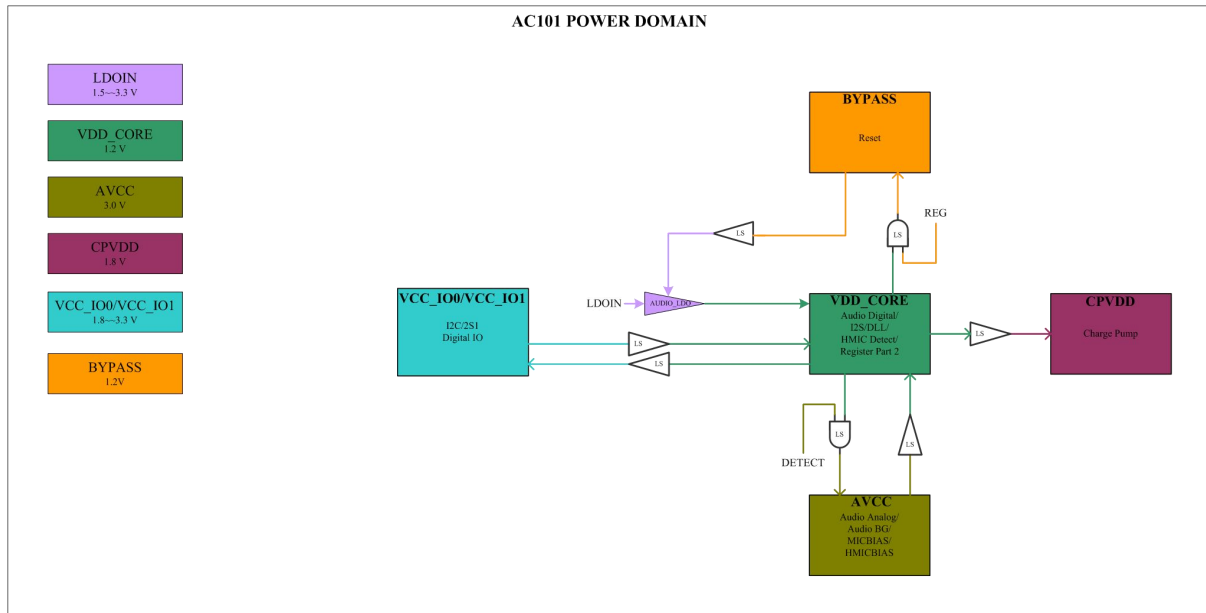 AC101 POWER DOMAIN
LDOIN
1.5~~3.3 V
VDD_CORE
1.2 V
AVCC
3.0 V
CPVDD
1.8 V
VCC_IO0/VCC_IO1
1.8~~3.3 V
BYPASS
1.2V
BYPASS
Reset
LS
LS
REG
LDOIN
AUDIO_LDO
VCC_IO0/VCC_IO1
I2C/2S1
Digital IO
LS
LS
VDD_CORE
Audio Digital/
I2S/DLL/
HMIC Detect/
Register Part 2
LS
CPVDD
Charge Pump
DETECT
LS
LS
AVCC
Audio Analog/
Audio BG/
MICBIAS/
HMICBIAS